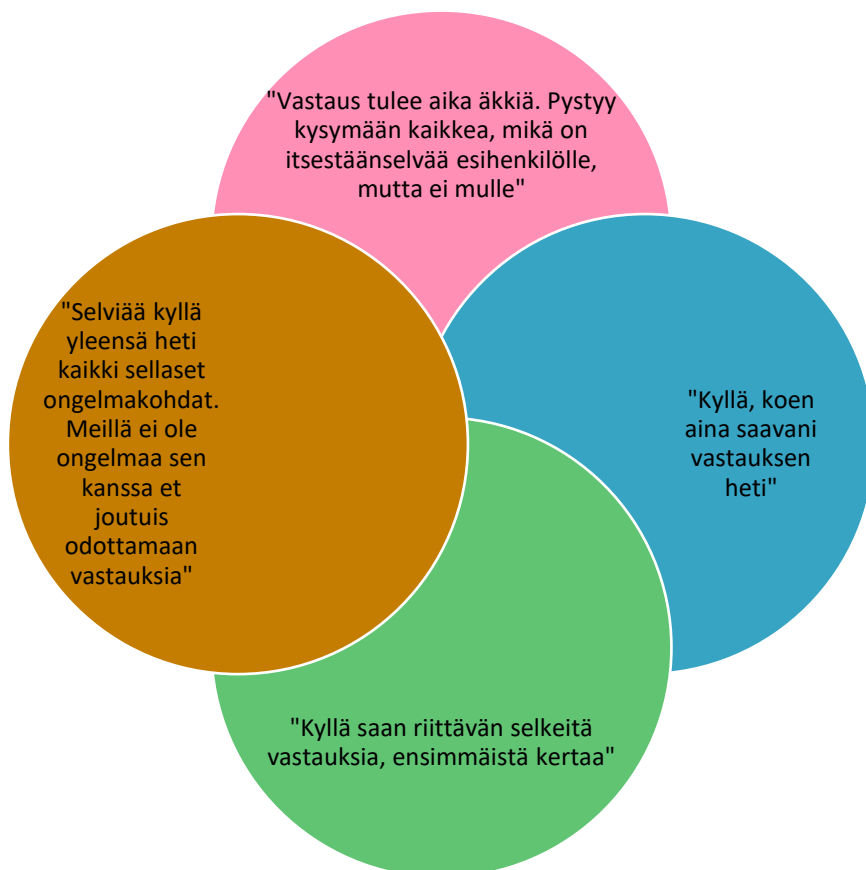 "Vastaus tulee aika äkkiä. Pystyy
kysymään kaikkea, mikä on
itsestäänselvää esihenkilölle,
mutta ei mulle"
"Selviää kyllä
yleensä heti
kaikki sellaset
ongelmakohdat.
Meillä ei ole
ongelmaa sen
kanssa et
joutuis
odottamaan
vastauksia"
"Kyllä, koen
aina saavani
vastauksen
heti"
"Kyllä saan riittävän selkeitä
vastauksia, ensimmäistä kertaa"